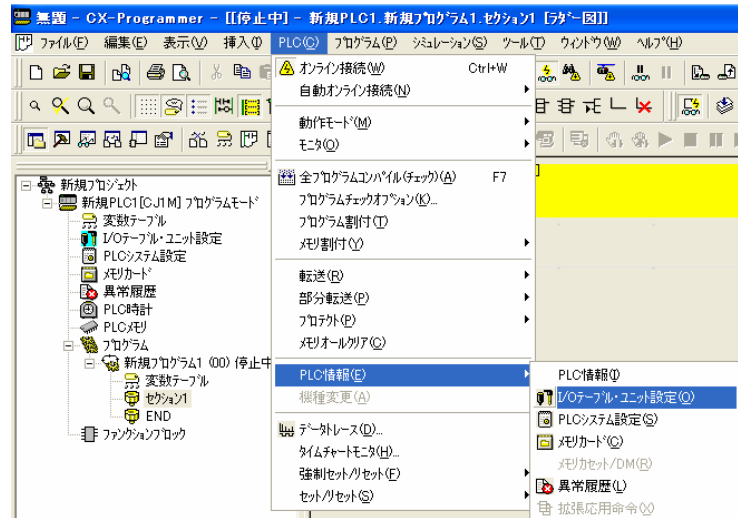 無題 - CX-Programmer - [[停止中] - 新規PLC1.新規ﾌﾟﾛｸﾞﾗﾑ1.ｾｸｼｮﾝ1 [ﾗﾀﾞｰ図]]
ﾌｧｲﾙ(F) 編集(E) 表示(V) 挿入(I) PLC(C) ﾌﾟﾛｸﾞﾗﾑ(P) ｼﾐｭﾚｰｼｮﾝ(S) ﾂｰﾙ(T) ｳｨﾝﾄﾞｳ(W) ﾍﾙﾌﾟ(H)
オンライン接続(W) Ctrl+W
自動オンライン接続(N)
動作ﾓｰﾄﾞ(M)
ﾓﾆﾀ(O)
全ﾌﾟﾛｸﾞﾗﾑｺﾝﾊﾟｲﾙ(ﾁｪｯｸ)(A) F7
ﾌﾟﾛｸﾞﾗﾑﾁｪｯｸｵﾌﾟｼｮﾝ(K)...
ﾌﾟﾛｸﾞﾗﾑ割付(T)
ﾒﾓﾘ割付(Y)
転送(R)
部分転送(P)
ﾌﾟﾛﾃｸﾄ(P)
ﾒﾓﾘｵｰﾙｸﾘｱ(C)
PLC情報(E)
機種変更(A)
ﾃﾞｰﾀﾄﾚｰｽ(D)...
ﾀｲﾑﾁｬｰﾄﾓﾆﾀ(H)...
強制ｾｯﾄ/ﾘｾｯﾄ(F)
ｾｯﾄ/ﾘｾｯﾄ(S)
PLC情報(I)
I/Oﾃｰﾌﾞﾙ・ﾕﾆｯﾄ設定(O)
PLCｼｽﾃﾑ設定(S)
ﾒﾓﾘｶｰﾄﾞ(C)
ﾒﾓﾘｶｾｯﾄ/DM(R)
異常履歴(L)
拡張応用命令(X)
新規ﾌﾟﾛｼﾞｪｸﾄ
新規PLC1[CJ1M] ﾌﾟﾛｸﾞﾗﾑﾓｰﾄﾞ
変数ﾃｰﾌﾞﾙ
I/Oﾃｰﾌﾞﾙ・ﾕﾆｯﾄ設定
PLCｼｽﾃﾑ設定
ﾒﾓﾘｶｰﾄﾞ
異常履歴
PLC時計
PLCﾒﾓﾘ
ﾌﾟﾛｸﾞﾗﾑ
新規ﾌﾟﾛｸﾞﾗﾑ1 (00) 停止中
変数ﾃｰﾌﾞﾙ
ｾｸｼｮﾝ1
END
ﾌｧﾝｸｼｮﾝﾌﾞﾛｯｸ